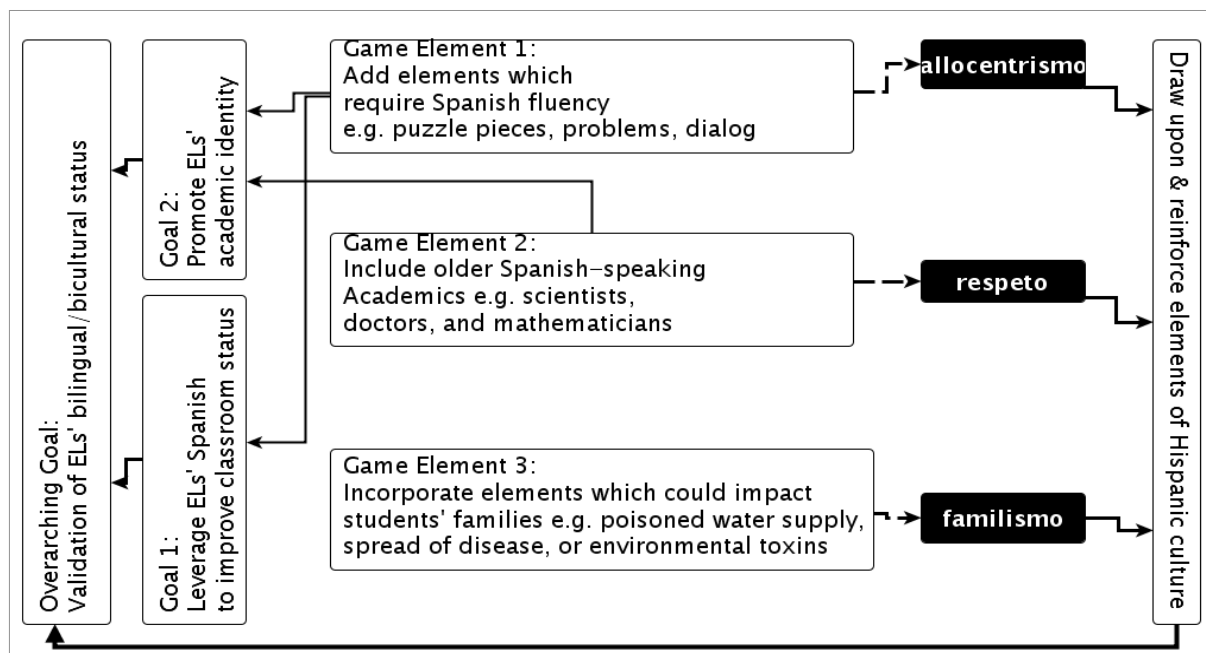 Overarching Goal:
Validation of ELs' bilingual/bicultural status
Goal 2:
Promote ELs'
academic identity
Goal 1:
Leverage ELs' Spanish
to improve classroom status
Game Element 1:
Add elements which
require Spanish fluency
e.g. puzzle pieces, problems, dialog
Game Element 2:
Include older Spanish–speaking
Academics e.g. scientists,
doctors, and mathematicians
Game Element 3:
Incorporate elements which could impact
students' families e.g. poisoned water supply,
spread of disease, or environmental toxins
allocentrismo
respeto
familismo
Draw upon & reinforce elements of Hispanic culture